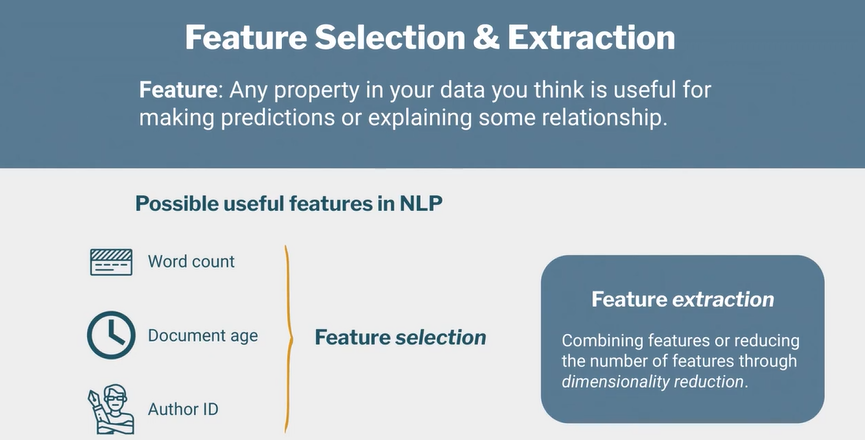 Feature Selection & Extraction
Feature: Any property in your data you think is useful for
making predictions or explaining some relationship.
Possible useful features in NLP
Word count
Document age
Author ID
Feature selection
Feature extraction
Combining features or reducing
the number of features through
dimensionality reduction.